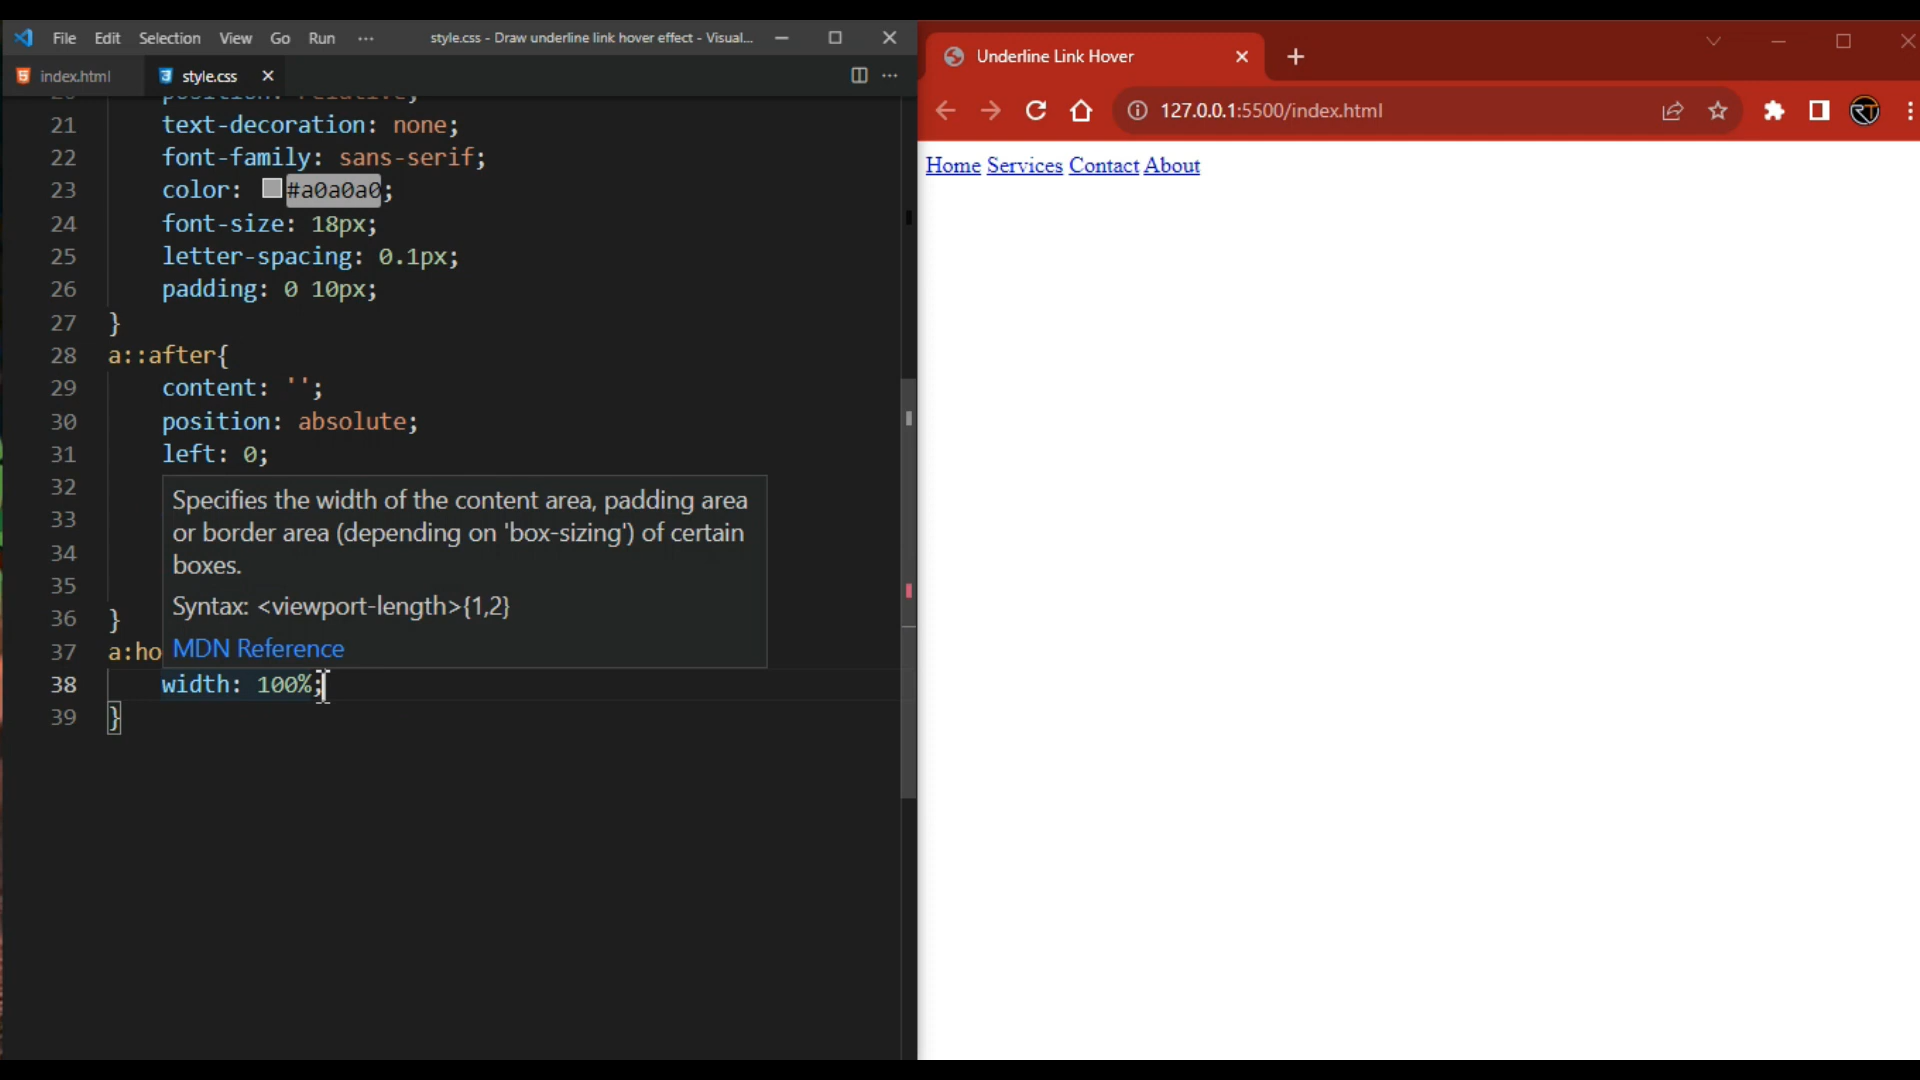 File Edit Selection View Go Run ··· style.css - Draw underline link hover effect - Visual...
index.html style.css
21 text-decoration: none;
22 font-family: sans-serif;
23 color: #a0a0a0;
24 font-size: 18px;
25 letter-spacing: 0.1px;
26 padding: 0 10px;
27 }
28 a::after{
29 content: '';
30 position: absolute;
31 left: 0;
32
33
34
35
36 }
37 a:ho
38 width: 100%;
39 }
Specifies the width of the content area, padding area
or border area (depending on 'box-sizing') of certain
boxes.
Syntax: <viewport-length>{1,2}
MDN Reference
Underline Link Hover
127.0.0.1:5500/index.html
RT
Home Services Contact About